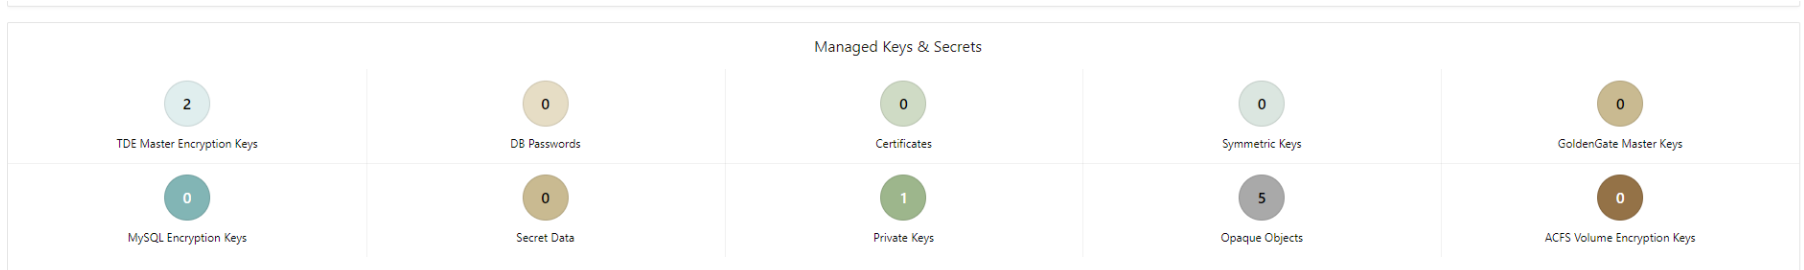 Managed Keys & Secrets
2
0
0
0
0
TDE Master Encryption Keys
DB Passwords
Certificates
Symmetric Keys
GoldenGate Master Keys
0
0
1
5
0
MySQL Encryption Keys
Secret Data
Private Keys
Opaque Objects
ACFS Volume Encryption Keys